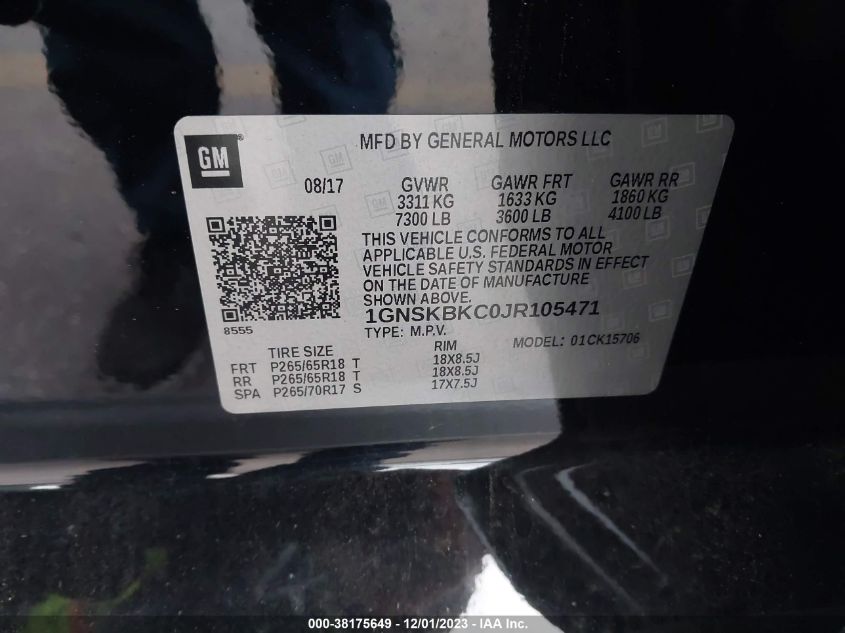 GM ®
MFD BY GENERAL MOTORS LLC
08/17 GVWR GAWR FRT GAWR RR
3311 KG 1633 KG 1860 KG
7300 LB 3600 LB 4100 LB
THIS VEHICLE CONFORMS TO ALL
APPLICABLE U.S. FEDERAL MOTOR
VEHICLE SAFETY STANDARDS IN EFFECT
ON THE DATE OF MANUFACTURE
SHOWN ABOVE.
8555
1GNSKBKC0JR105471
TYPE: M.P.V. MODEL: 01CK15706
TIRE SIZE RIM
FRT P265/65R18 T 18X8.5J
RR P265/65R18 T 18X8.5J
SPA P265/70R17 S 17X7.5J
000-38175649 - 12/01/2023 - IAA Inc.